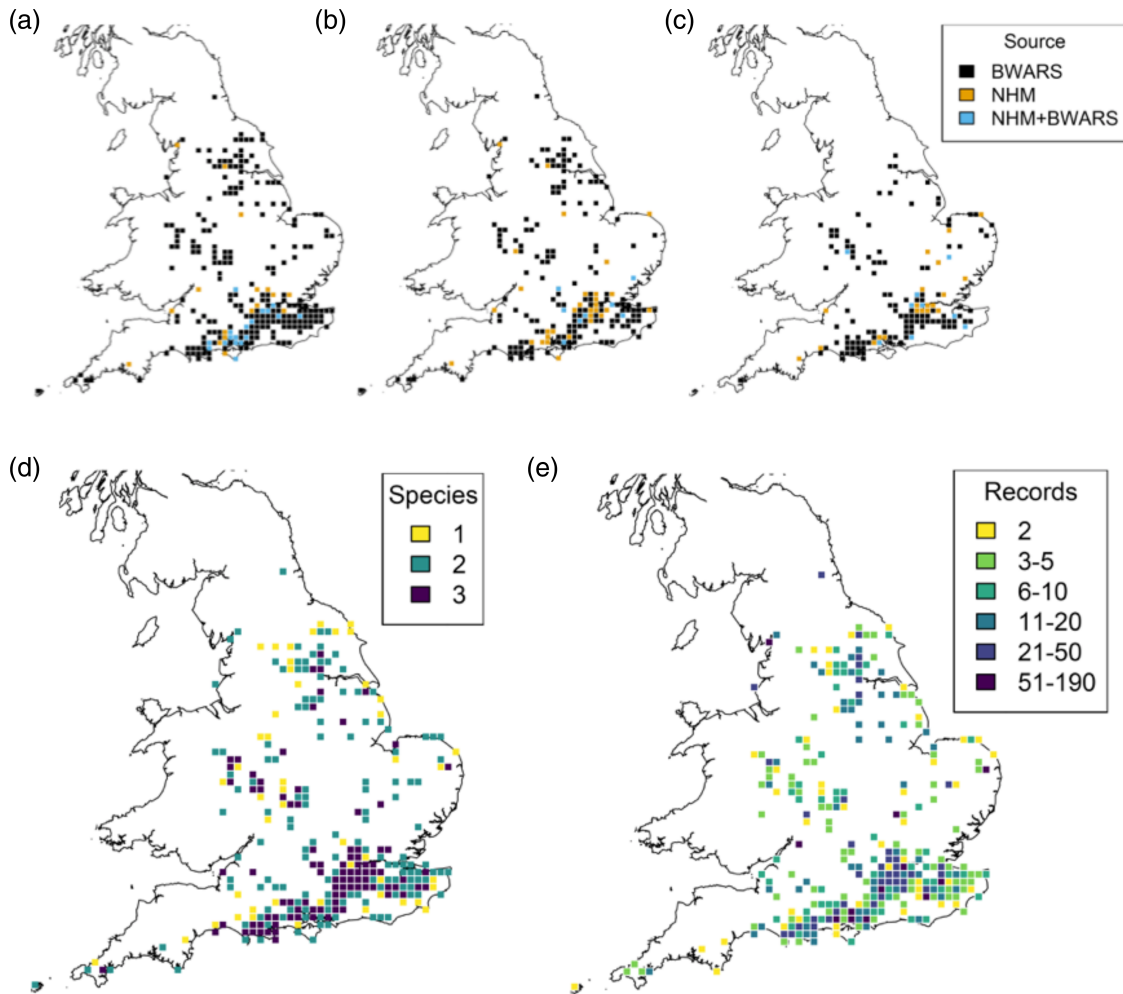 (a)
(b)
(c)
Source
BWARS
NHM
NHM+BWARS
(d)
(e)
Species
1
2
3
Records
2
3-5
6-10
11-20
21-50
51-190